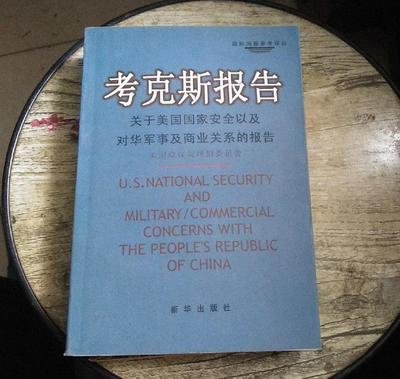 考克斯报告
关于美国国家安全以及
对华军事及商业关系的报告
U.S.NATIONAL SECURITY
AND
MILITARY/COMMERCIAL
CONCERNS WITH
THE PEOPLE'S REPUBLIC
OF CHINA
新华出版社